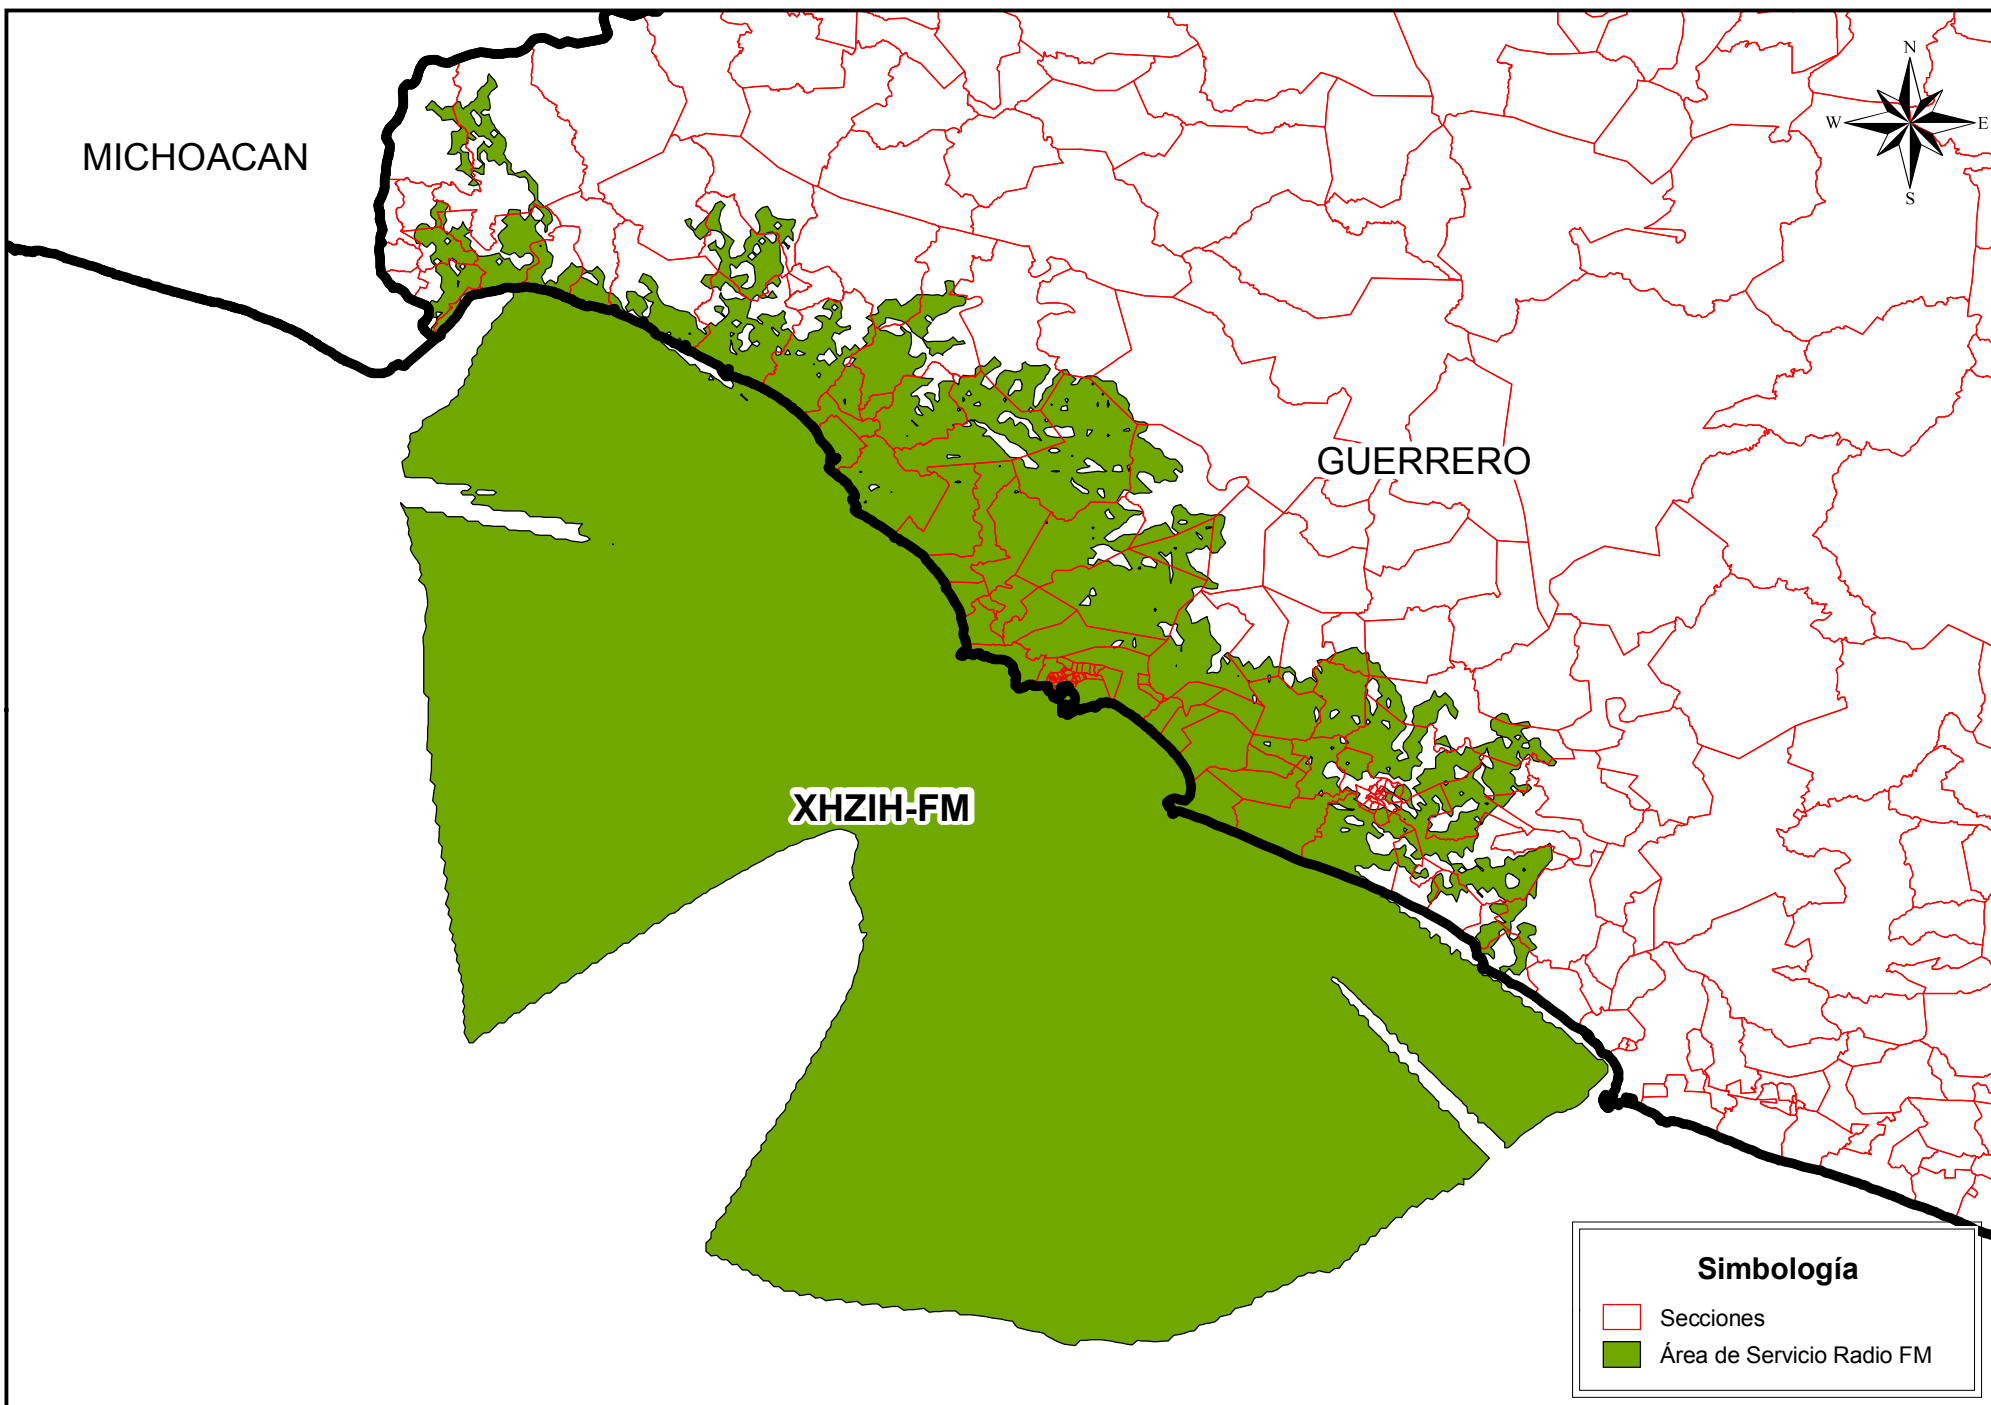 N
W
E
S
MICHOACAN
GUERRERO
XHZIH-FM
Simbología
Secciones
Área de Servicio Radio FM